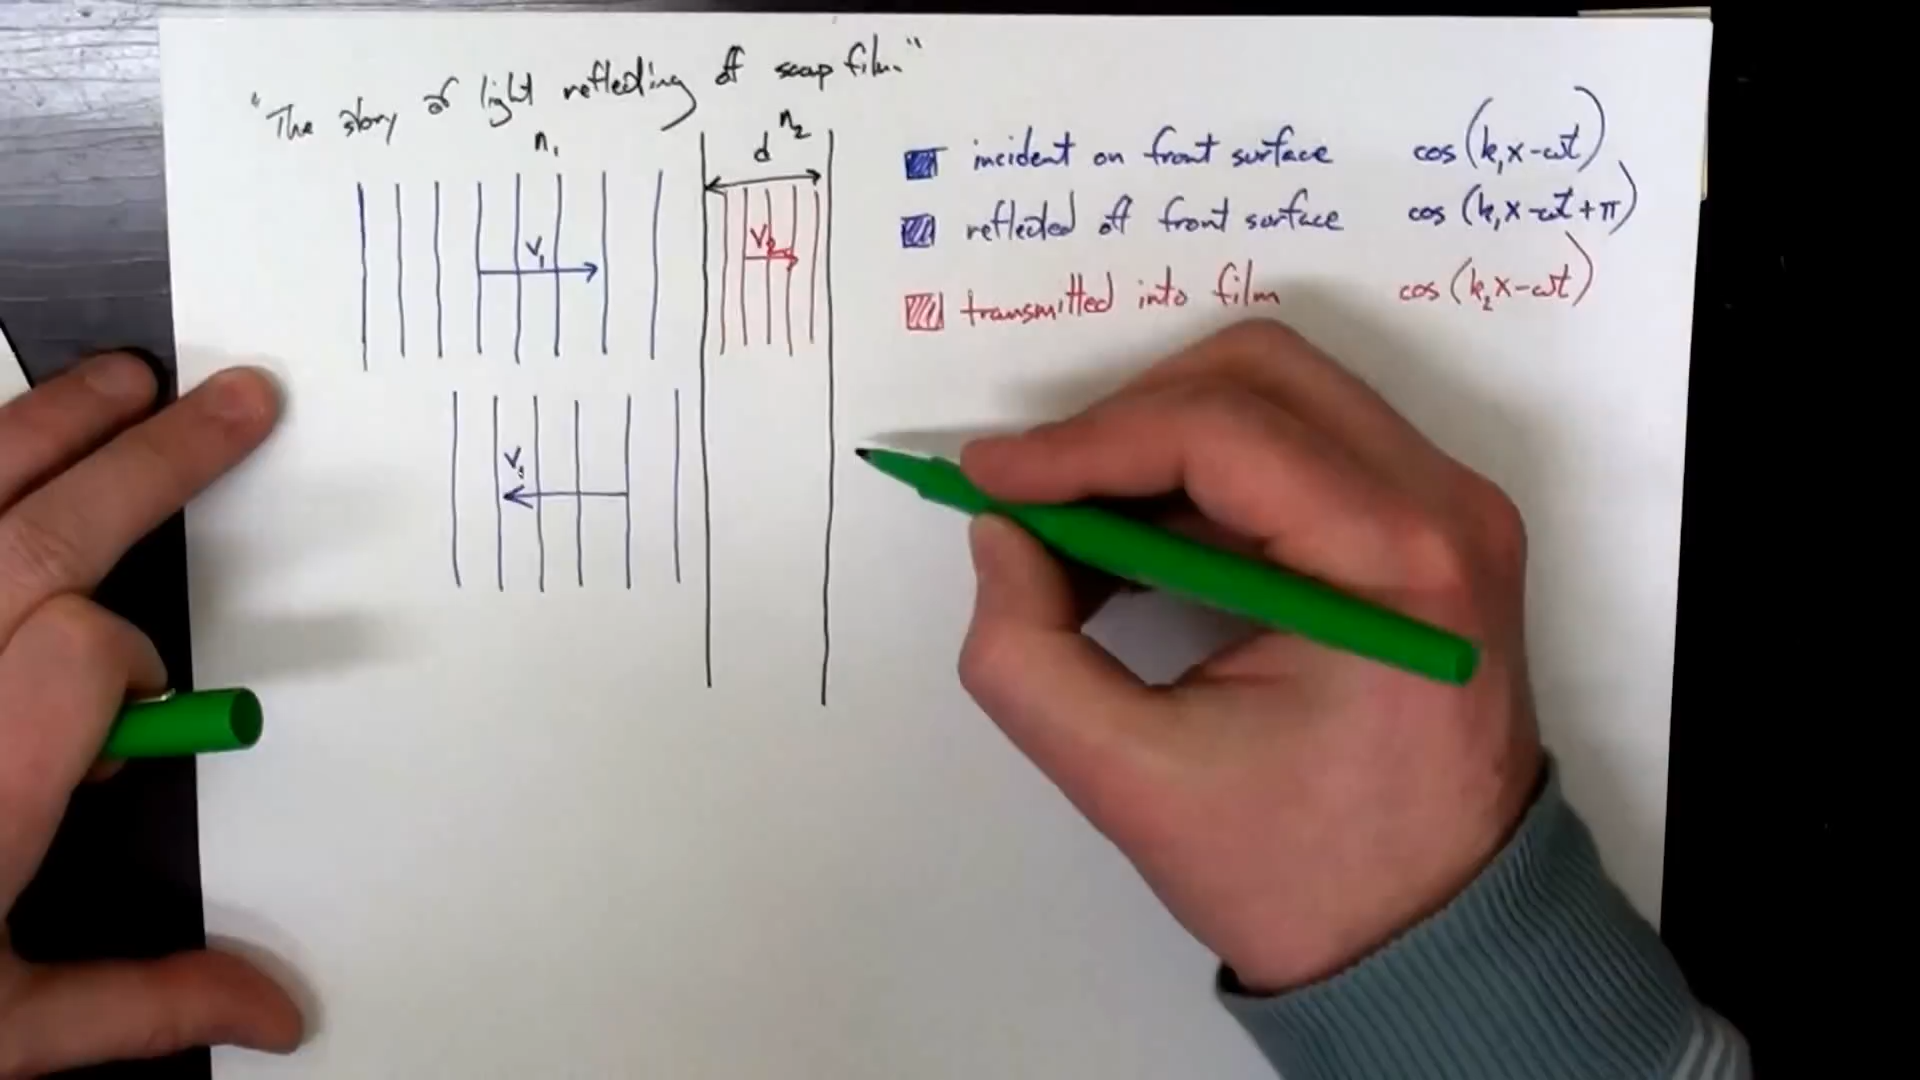 "The story of light reflecting off soap film."
n₁
d
n₂
v₁
v₂
v₁
incident on front surface cos(k₁x-ωt)
reflected off front surface cos(k₁x-ωt+π)
transmitted into film cos(k₂x-ωt)